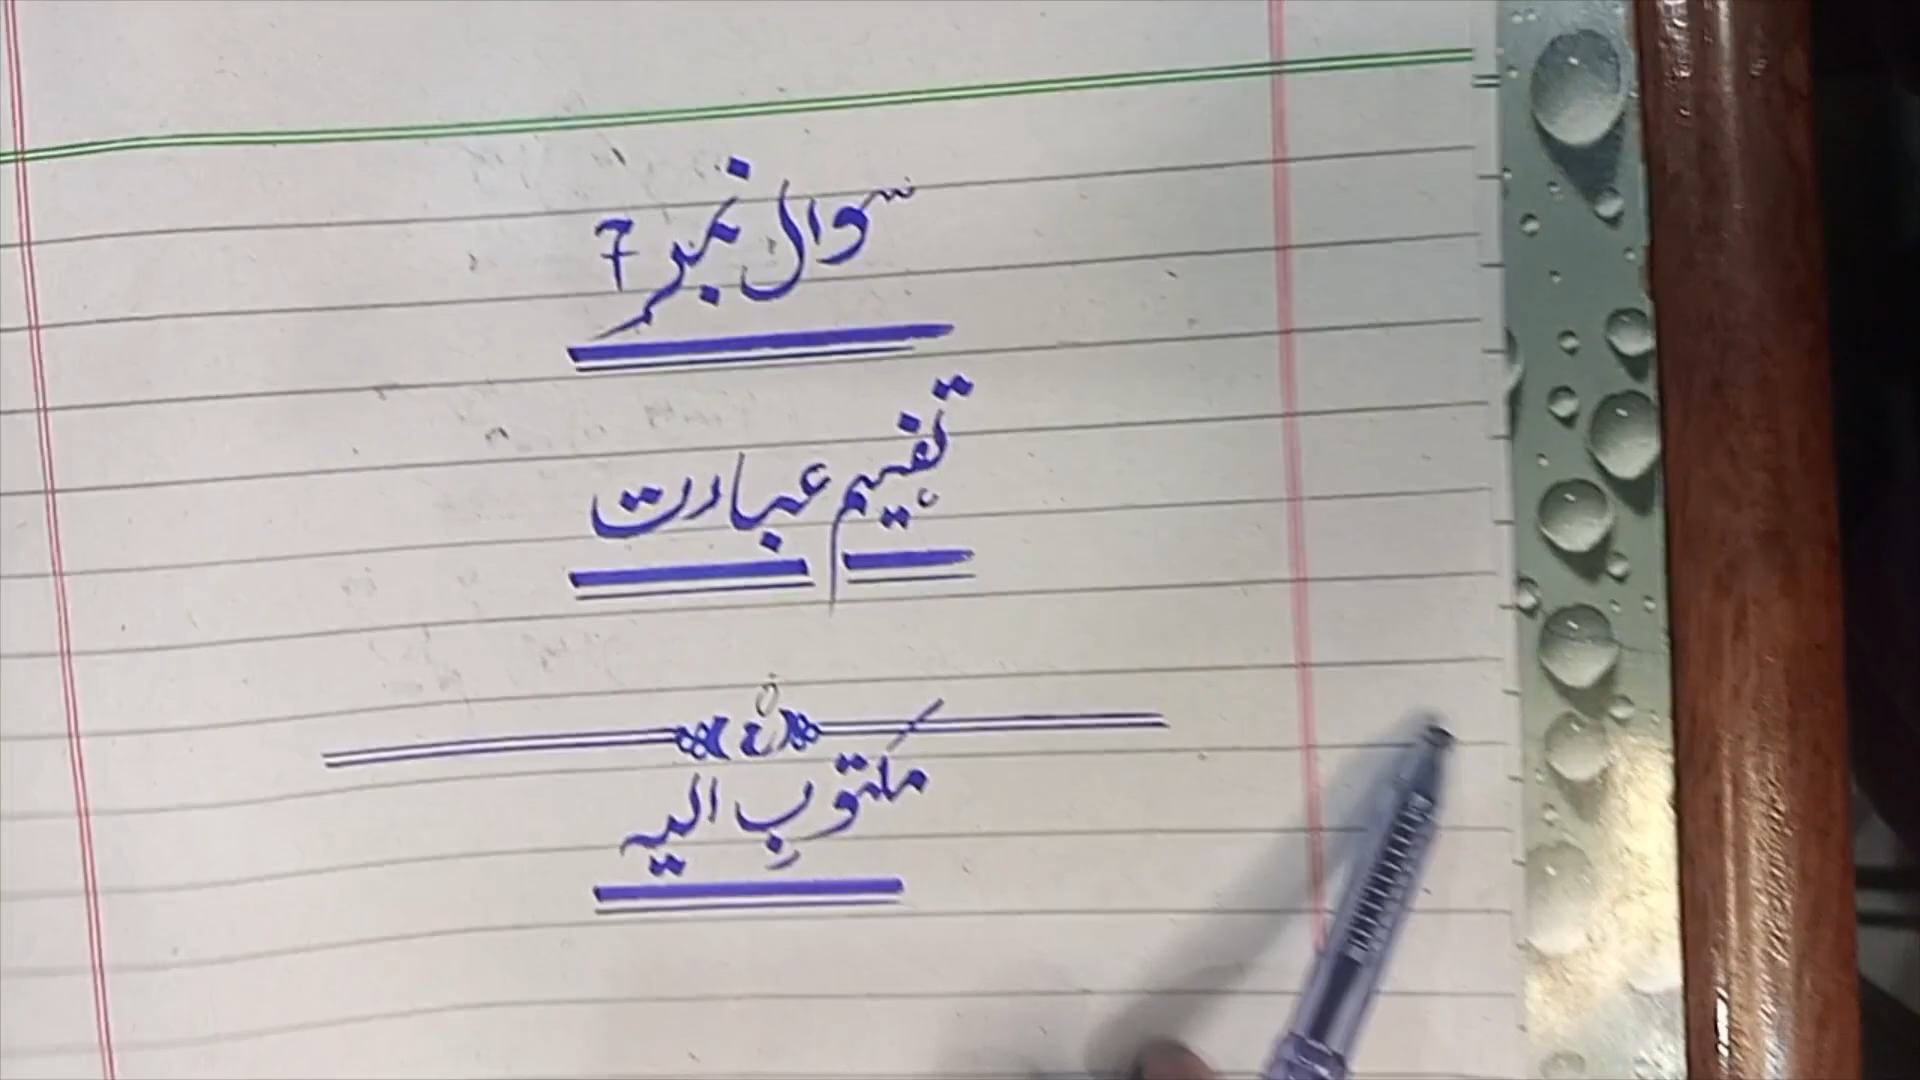 سوال نمبر 7
تفہیم عبارت
مکتوبِ الیہ